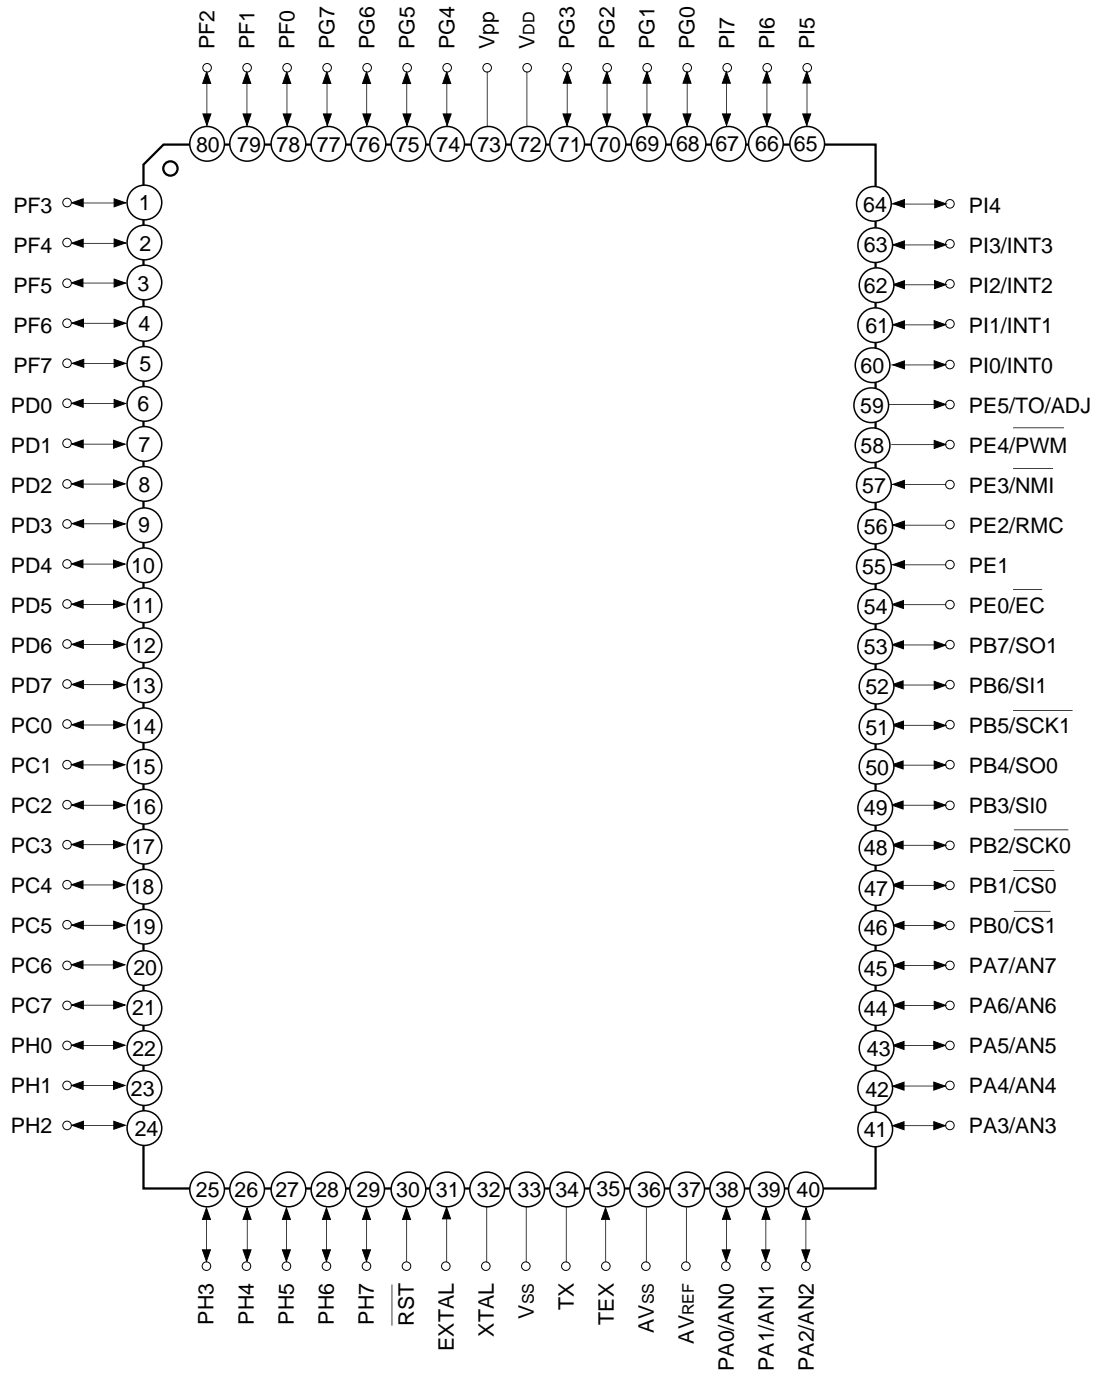 PF2 PF1 PF0 PG7 PG6 PG5 PG4 Vpp VDD PG3 PG2 PG1 PG0 PI7 PI6 PI5
80 79 78 77 76 75 74 73 72 71 70 69 68 67 66 65
PF3 1 64 PI4
PF4 2 63 PI3/INT3
PF5 3 62 PI2/INT2
PF6 4 61 PI1/INT1
PF7 5 60 PI0/INT0
PD0 6 59 PE5/TO/ADJ
PD1 7 58 PE4/P̅W̅M̅
PD2 8 57 PE3/N̅M̅I̅
PD3 9 56 PE2/RMC
PD4 10 55 PE1
PD5 11 54 PE0/E̅C̅
PD6 12 53 PB7/SO1
PD7 13 52 PB6/SI1
PC0 14 51 PB5/S̅C̅K̅1̅
PC1 15 50 PB4/SO0
PC2 16 49 PB3/SI0
PC3 17 48 PB2/S̅C̅K̅0̅
PC4 18 47 PB1/C̅S̅0̅
PC5 19 46 PB0/C̅S̅1̅
PC6 20 45 PA7/AN7
PC7 21 44 PA6/AN6
PH0 22 43 PA5/AN5
PH1 23 42 PA4/AN4
PH2 24 41 PA3/AN3
25 26 27 28 29 30 31 32 33 34 35 36 37 38 39 40
PH3 PH4 PH5 PH6 PH7 R̅S̅T̅ EXTAL XTAL Vss TX TEX AVss AVREF PA0/AN0 PA1/AN1 PA2/AN2